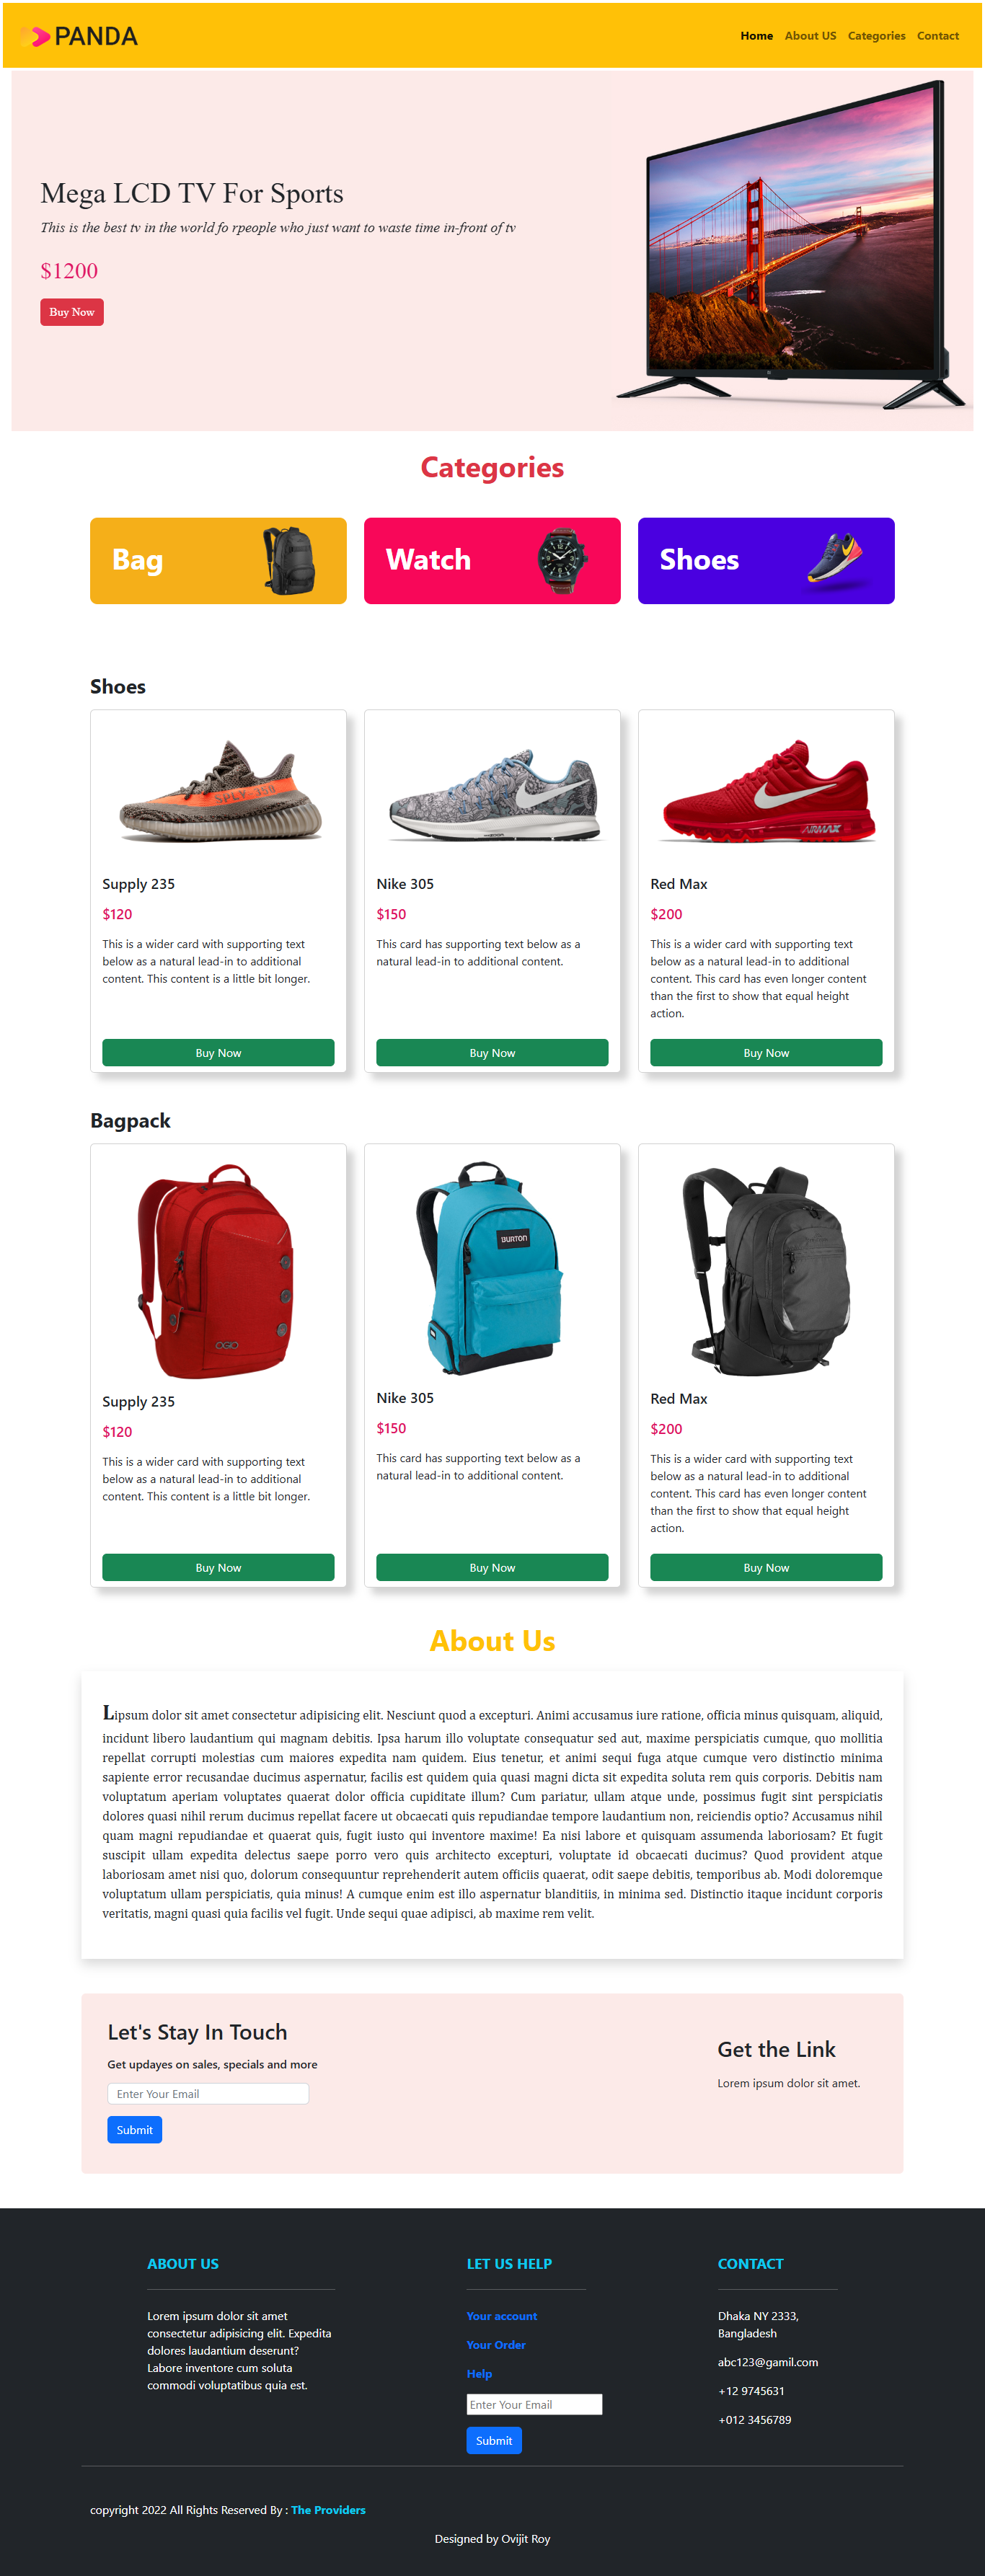 PANDA
Home About US Categories Contact
Mega LCD TV For Sports
This is the best tv in the world fo rpeople who just want to waste time in-front of tv
$1200
Buy Now
Categories
Bag
Watch
Shoes
Shoes
SPLY-350
AIRMAX
Supply 235
$120
This is a wider card with supporting text
below as a natural lead-in to additional
content. This content is a little bit longer.
Buy Now
Nike 305
$150
This card has supporting text below as a
natural lead-in to additional content.
Buy Now
Red Max
$200
This is a wider card with supporting text
below as a natural lead-in to additional
content. This card has even longer content
than the first to show that equal height
action.
Buy Now
Bagpack
OGIO
BURTON
Supply 235
$120
This is a wider card with supporting text
below as a natural lead-in to additional
content. This content is a little bit longer.
Buy Now
Nike 305
$150
This card has supporting text below as a
natural lead-in to additional content.
Buy Now
Red Max
$200
This is a wider card with supporting text
below as a natural lead-in to additional
content. This card has even longer content
than the first to show that equal height
action.
Buy Now
About Us
Lipsum dolor sit amet consectetur adipisicing elit. Nesciunt quod a excepturi. Animi accusamus iure ratione, officia minus quisquam, aliquid,
incidunt libero laudantium qui magnam debitis. Ipsa harum illo voluptate consequatur sed aut, maxime perspiciatis cumque, quo mollitia
repellat corrupti molestias cum maiores expedita nam quidem. Eius tenetur, et animi sequi fuga atque cumque vero distinctio minima
sapiente error recusandae ducimus aspernatur, facilis est quidem quia quasi magni dicta sit expedita soluta rem quis corporis. Debitis nam
voluptatum aperiam voluptates quaerat dolor officia cupiditate illum? Cum pariatur, ullam atque unde, possimus fugit sint perspiciatis
dolores quasi nihil rerum ducimus repellat facere ut obcaecati quis repudiandae tempore laudantium non, reiciendis optio? Accusamus nihil
quam magni repudiandae et quaerat quis, fugit iusto qui inventore maxime! Ea nisi labore et quisquam assumenda laboriosam? Et fugit
suscipit ullam expedita delectus saepe porro vero quis architecto excepturi, voluptate id obcaecati ducimus? Quod provident atque
laboriosam amet nisi quo, dolorum consequuntur reprehenderit autem officiis quaerat, odit saepe debitis, temporibus ab. Modi doloremque
voluptatum ullam perspiciatis, quia minus! A cumque enim est illo aspernatur blanditiis, in minima sed. Distinctio itaque incidunt corporis
veritatis, magni quasi quia facilis vel fugit. Unde sequi quae adipisci, ab maxime rem velit.
Let's Stay In Touch
Get updayes on sales, specials and more
Enter Your Email
Submit
Get the Link
Lorem ipsum dolor sit amet.
ABOUT US
Lorem ipsum dolor sit amet
consectetur adipisicing elit. Expedita
dolores laudantium deserunt?
Labore inventore cum soluta
commodi voluptatibus quia est.
LET US HELP
Your account
Your Order
Help
Enter Your Email
Submit
CONTACT
Dhaka NY 2333,
Bangladesh
abc123@gamil.com
+12 9745631
+012 3456789
copyright 2022 All Rights Reserved By : The Providers
Designed by Ovijit Roy